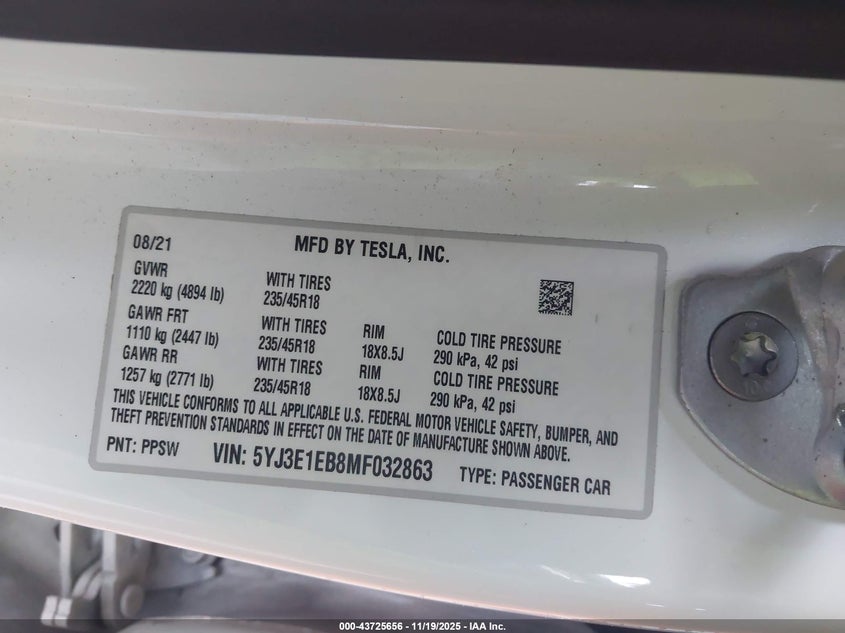 08/21 MFD BY TESLA, INC.
GVWR
2220 kg (4894 lb) WITH TIRES
235/45R18
GAWR FRT
1110 kg (2447 lb) WITH TIRES
235/45R18 RIM
18X8.5J COLD TIRE PRESSURE
290 kPa, 42 psi
GAWR RR
1257 kg (2771 lb) WITH TIRES
235/45R18 RIM
18X8.5J COLD TIRE PRESSURE
290 kPa, 42 psi
THIS VEHICLE CONFORMS TO ALL APPLICABLE U.S. FEDERAL MOTOR VEHICLE SAFETY, BUMPER, AND
THEFT PREVENTION STANDARDS IN EFFECT ON THE DATE OF MANUFACTURE SHOWN ABOVE.
PNT: PPSW VIN: 5YJ3E1EB8MF032863 TYPE: PASSENGER CAR
000-43725656 - 11/19/2025 - IAA Inc.